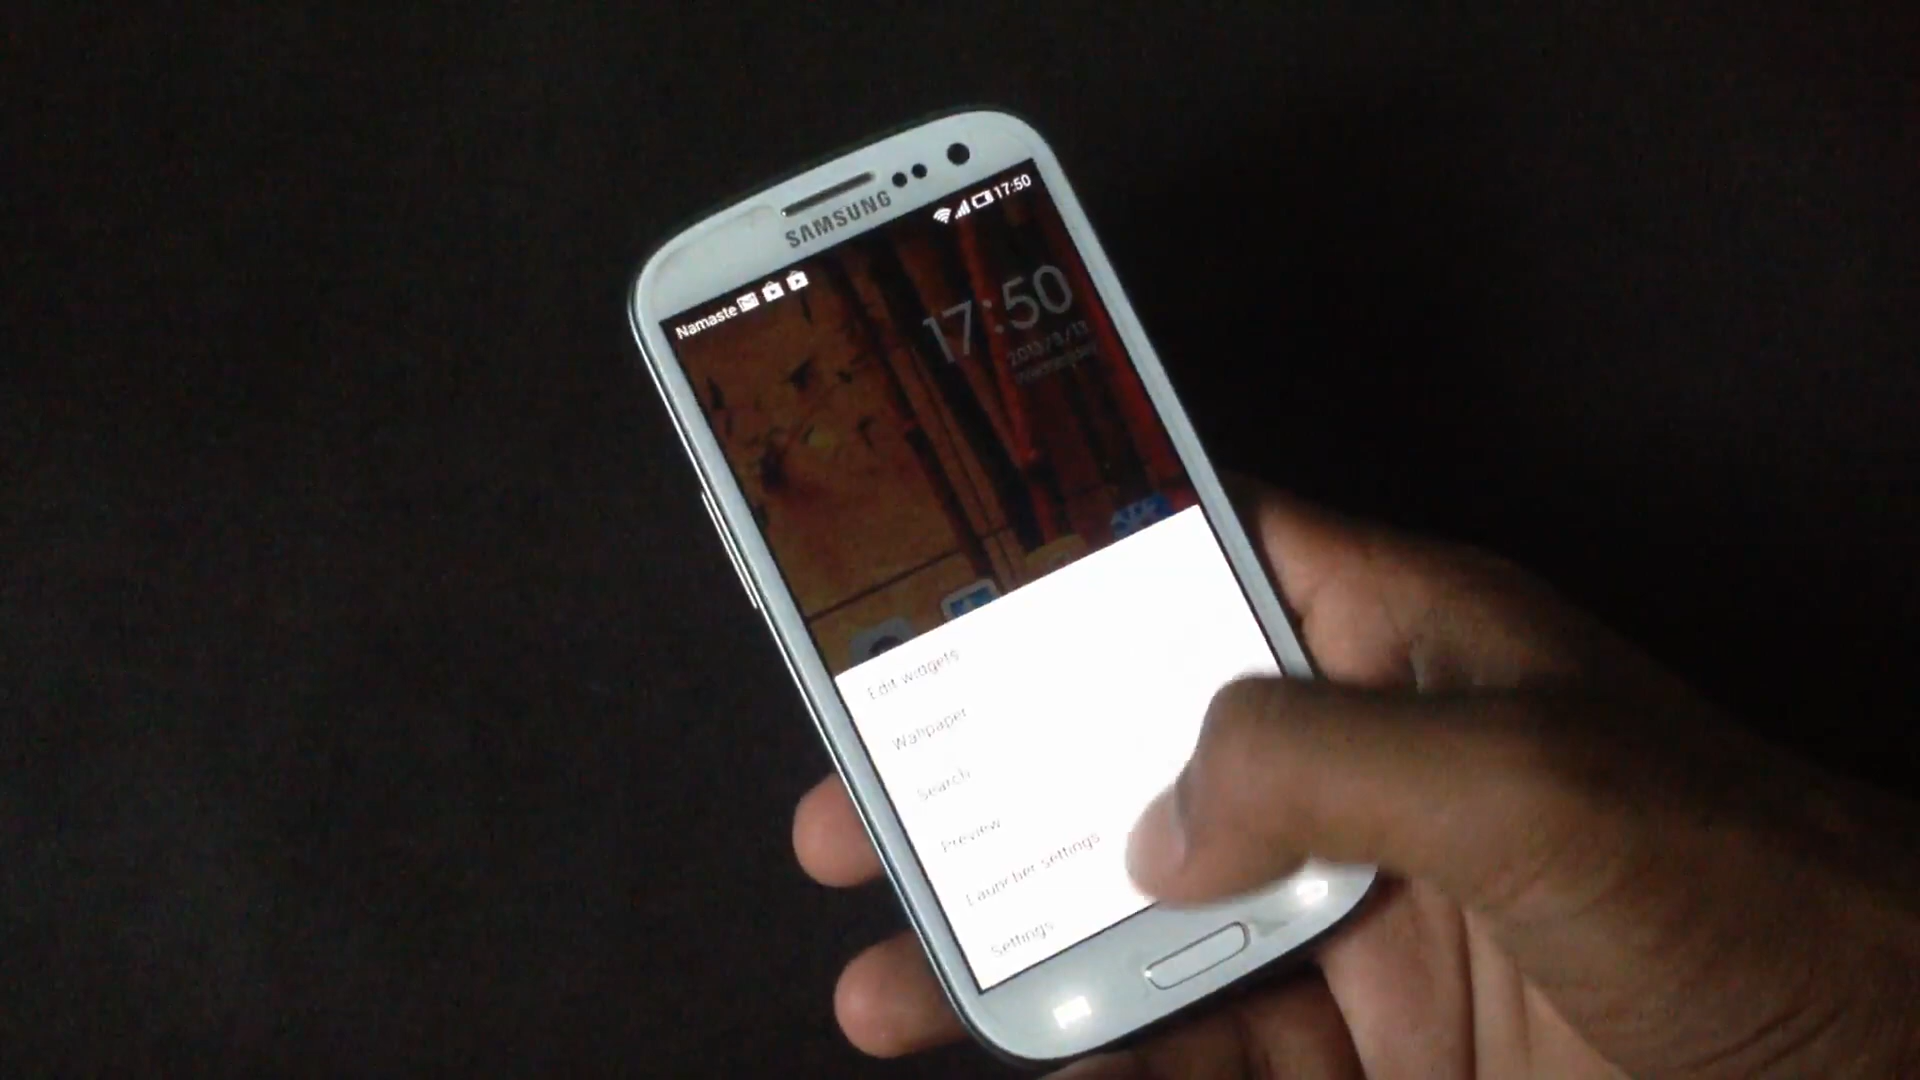 SAMSUNG
17:50
Namaste
17:50
2013/3/13
Edit widgets
Wallpaper
Search
Preview
Launcher settings
Settings